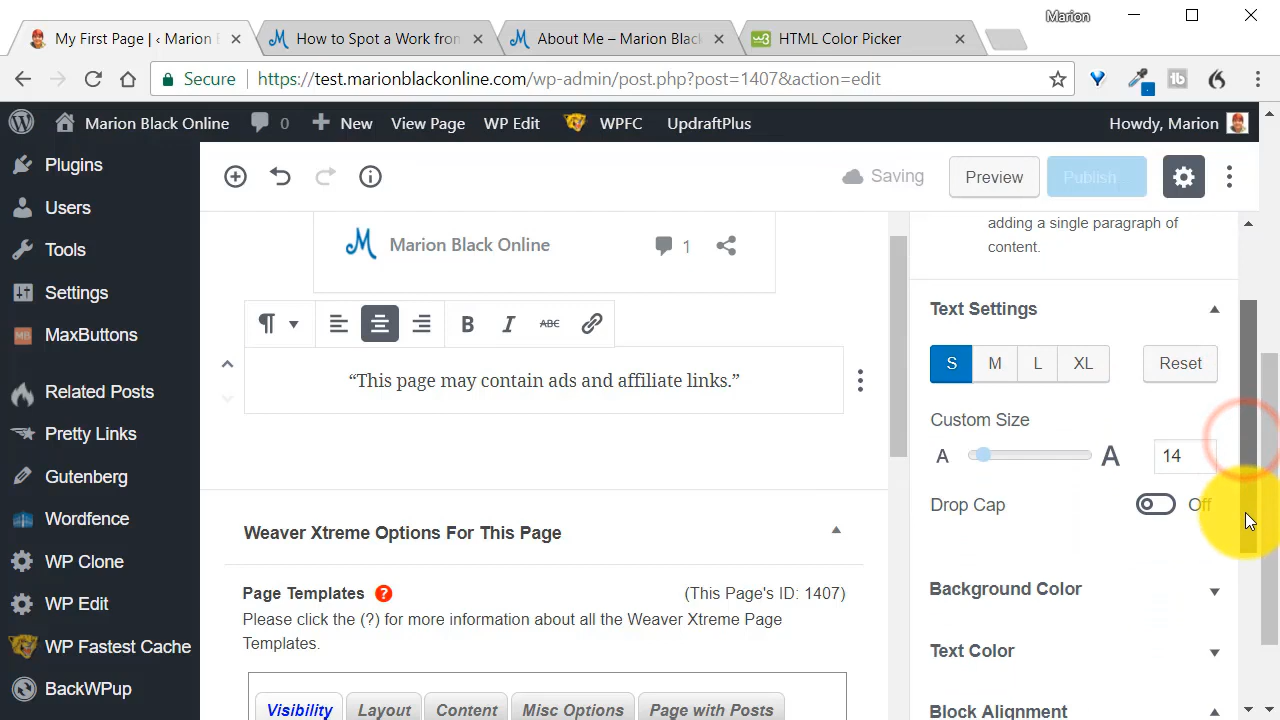 Marion
My First Page | ‹ Marion B
How to Spot a Work from
About Me – Marion Black
HTML Color Picker
Secure
https://test.marionblackonline.com/wp-admin/post.php?post=1407&action=edit
Marion Black Online
0
New
View Page
WP Edit
WPFC
UpdraftPlus
Howdy, Marion
Plugins
Users
Tools
Settings
MaxButtons
Related Posts
Pretty Links
Gutenberg
Wordfence
WP Clone
WP Edit
WP Fastest Cache
BackWPup
Saving
Preview
Publish
Marion Black Online
1
B I ABC
“This page may contain ads and affiliate links.”
Weaver Xtreme Options For This Page
Page Templates ? (This Page's ID: 1407)
Please click the (?) for more information about all the Weaver Xtreme Page
Templates.
Visibility Layout Content Misc Options Page with Posts
adding a single paragraph of
content.
Text Settings
S M L XL Reset
Custom Size
A A 14
Drop Cap Off
Background Color
Text Color
Block Alignment